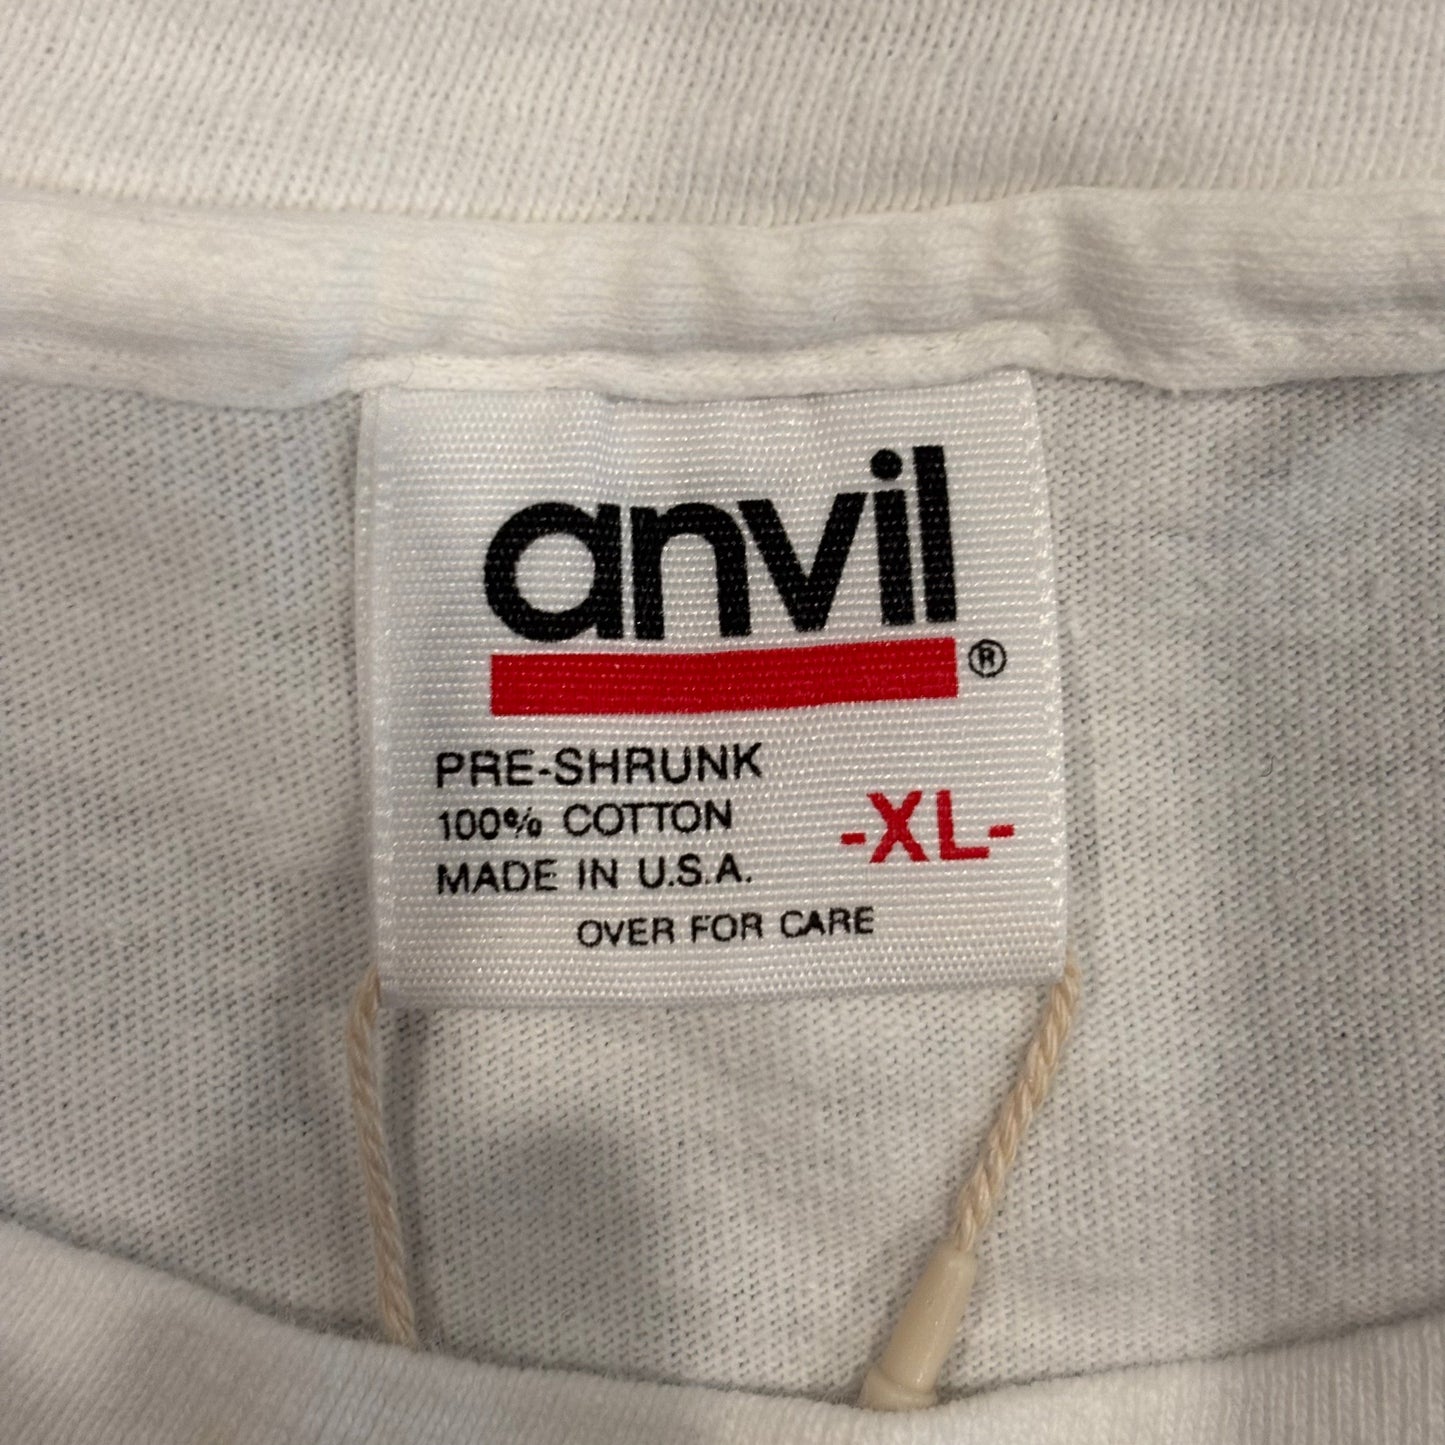 anvil
®
PRE-SHRUNK
100% COTTON
-XL-
MADE IN U.S.A.
OVER FOR CARE